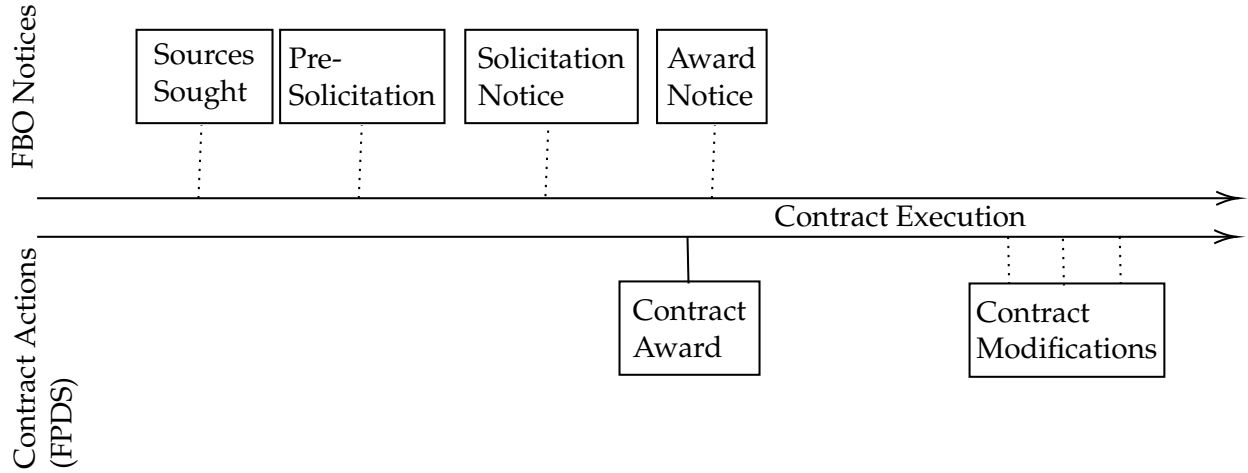 FBO Notices
Sources
Sought
Pre-
Solicitation
Solicitation
Notice
Award
Notice
Contract Execution
Contract Actions
(FPDS)
Contract
Award
Contract
Modifications